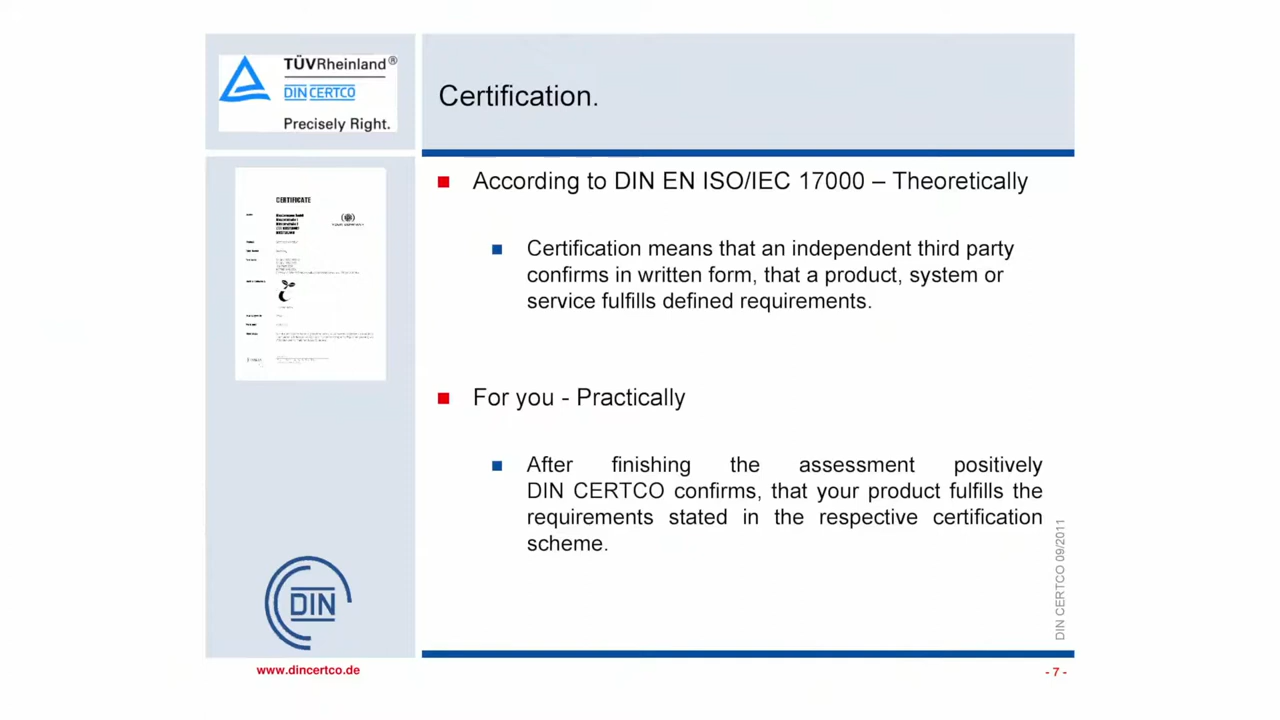 TÜVRheinland®
DIN CERTCO
Precisely Right.
Certification.
CERTIFICATE
According to DIN EN ISO/IEC 17000 – Theoretically
Certification means that an independent third party
confirms in written form, that a product, system or
service fulfills defined requirements.
For you - Practically
After finishing the assessment positively
DIN CERTCO confirms, that your product fulfills the
requirements stated in the respective certification
scheme.
DIN
DIN CERTCO 09/2011
www.dincertco.de
- 7 -